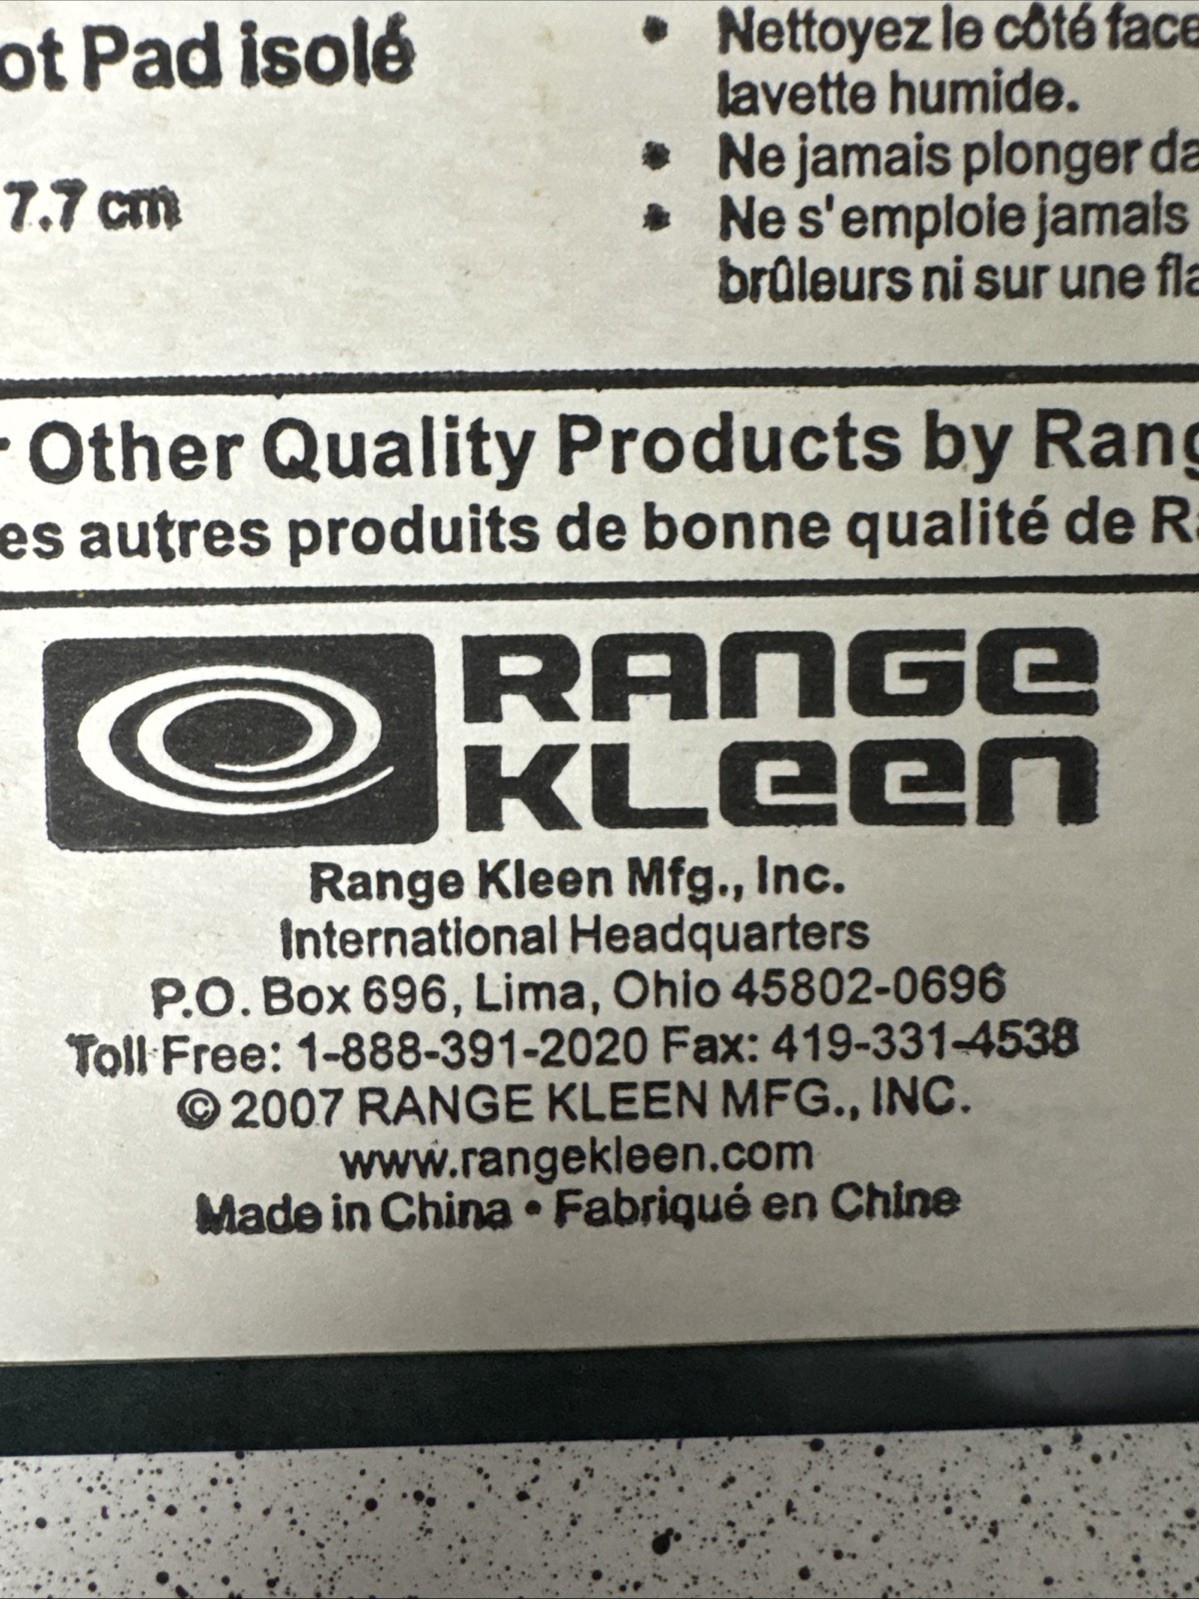 ot Pad isolé
7.7 cm
• Nettoyez le côté face
lavette humide.
• Ne jamais plonger da
• Ne s'emploie jamais
brûleurs ni sur une fla
r Other Quality Products by Rang
es autres produits de bonne qualité de Ra
RANGE
KLEEN
Range Kleen Mfg., Inc.
International Headquarters
P.O. Box 696, Lima, Ohio 45802-0696
Toll Free: 1-888-391-2020 Fax: 419-331-4538
© 2007 RANGE KLEEN MFG., INC.
www.rangekleen.com
Made in China • Fabriqué en Chine